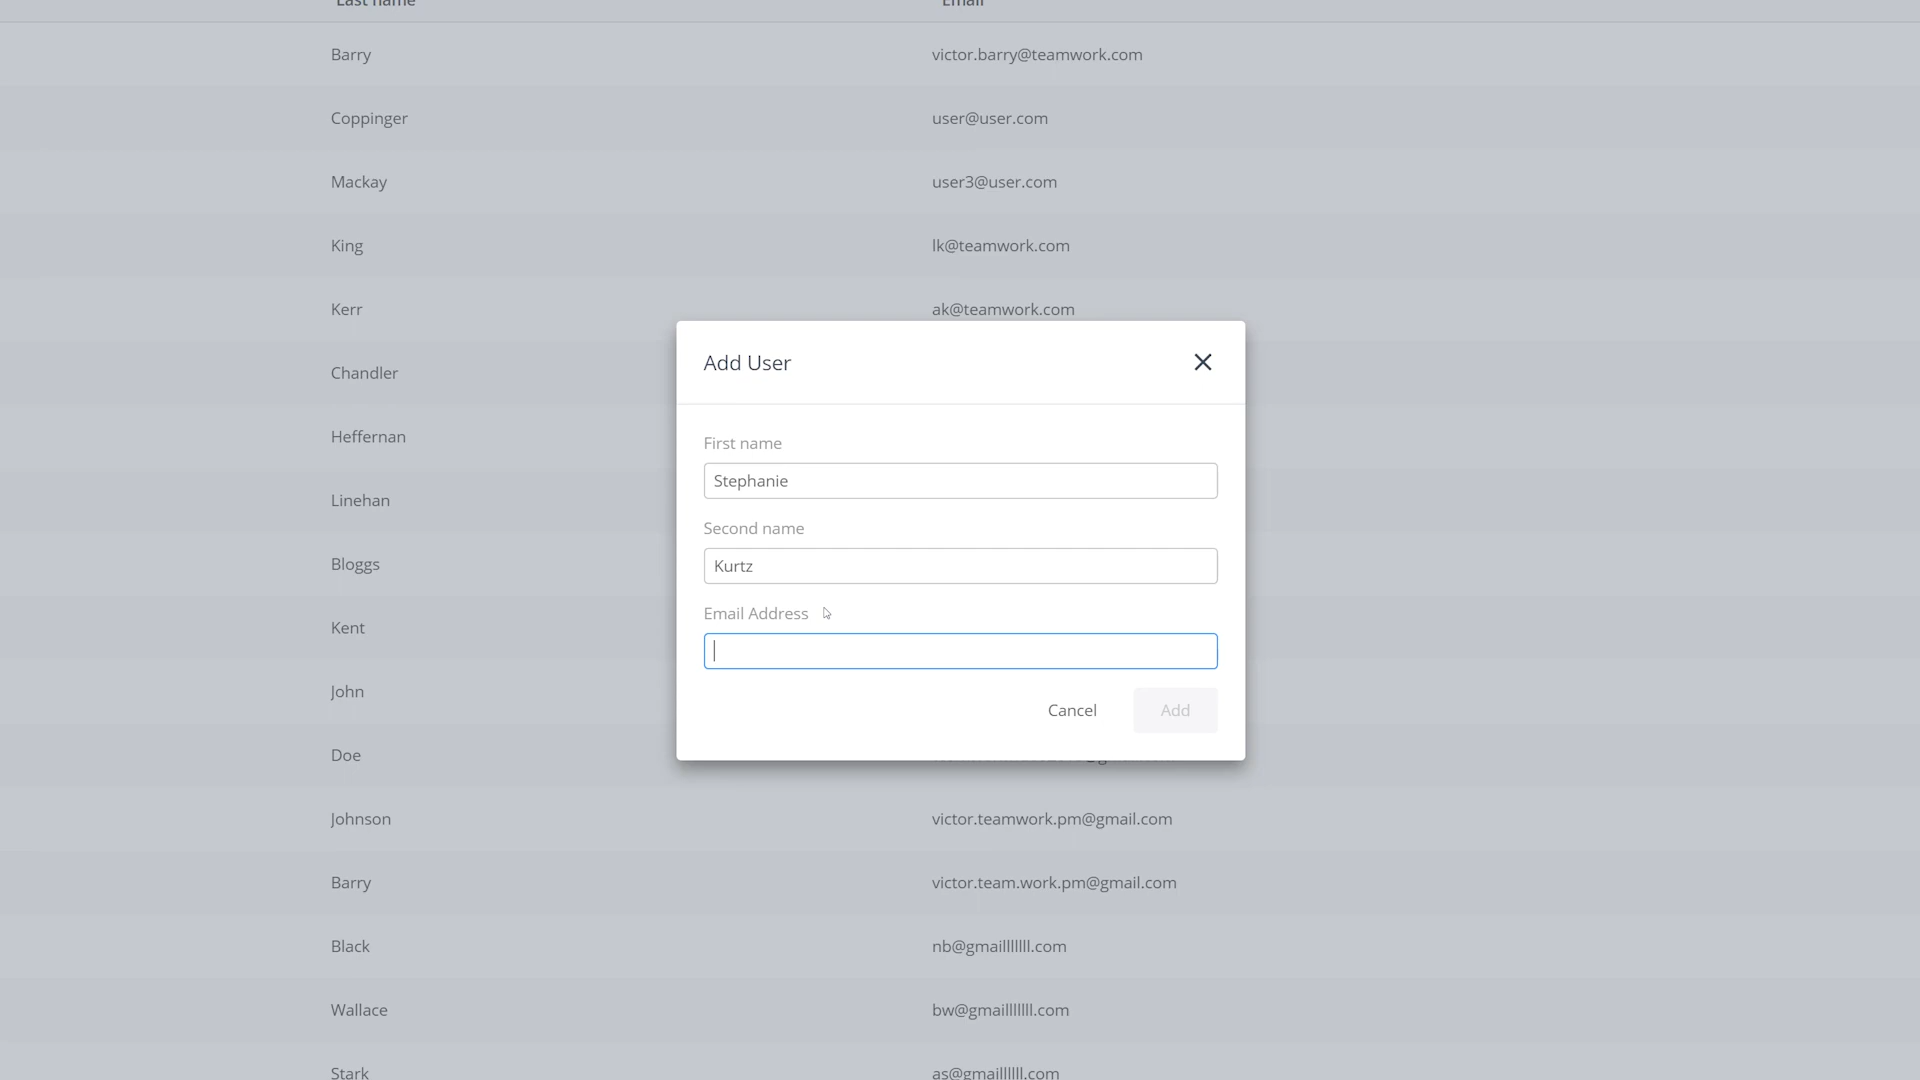 Last name Email
Barry victor.barry@teamwork.com
Coppinger user@user.com
Mackay user3@user.com
King lk@teamwork.com
Kerr ak@teamwork.com
Chandler
Heffernan
Linehan
Bloggs
Kent
John
Doe
Johnson victor.teamwork.pm@gmail.com
Barry victor.team.work.pm@gmail.com
Black nb@gmailllllll.com
Wallace bw@gmailllllll.com
Stark as@gmailllllll.com
Add User
First name
Stephanie
Second name
Kurtz
Email Address
Cancel Add